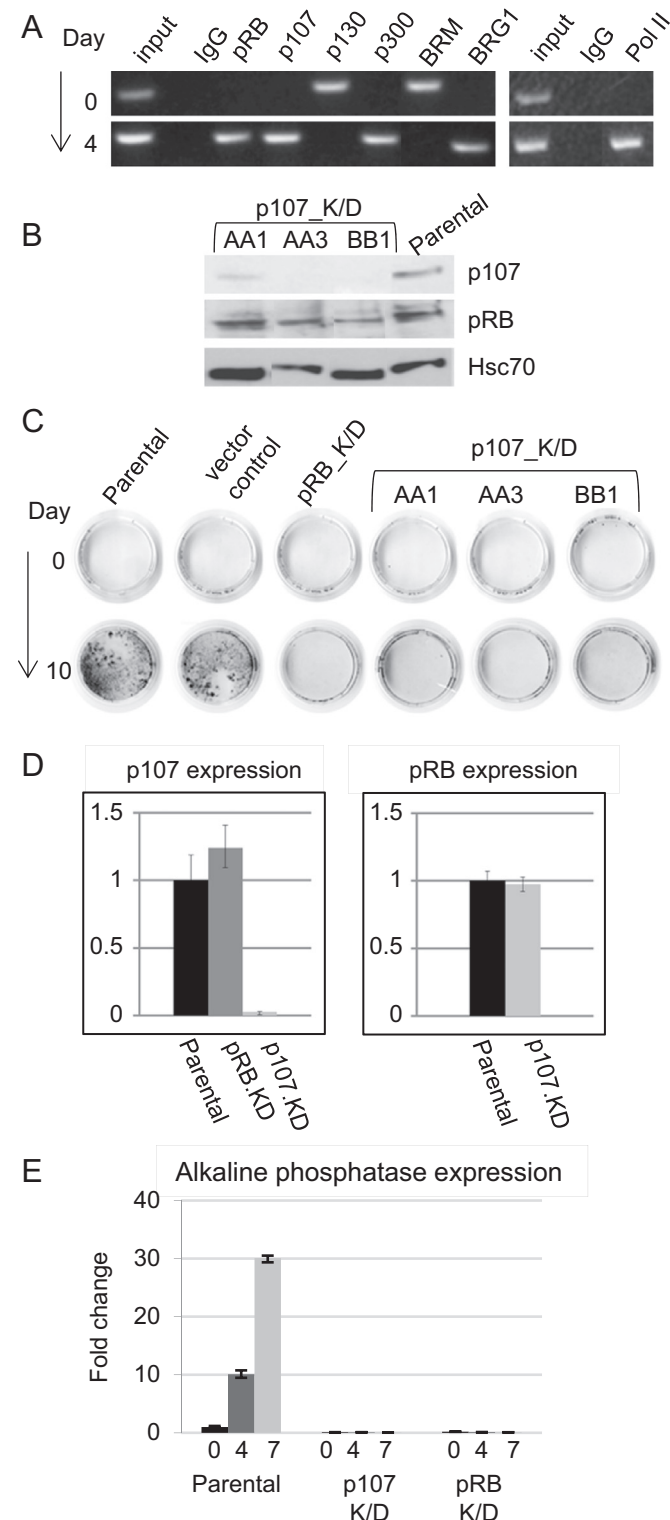 A
Day
input IgG pRB p107 p130 p300 BRM BRG1 input IgG Pol II
0
4
B
p107_K/D
AA1 AA3 BB1 Parental
p107
pRB
Hsc70
C
Parental vector control pRB_K/D p107_K/D
AA1 AA3 BB1
Day
0
10
D
p107 expression pRB expression
1.5 1.5
1 1
0.5 0.5
0 0
Parental pRB.KD p107.KD Parental p107.KD
E
Alkaline phosphatase expression
Fold change
40
30
20
10
0
0 4 7 0 4 7 0 4 7
Parental p107 pRB
K/D K/D